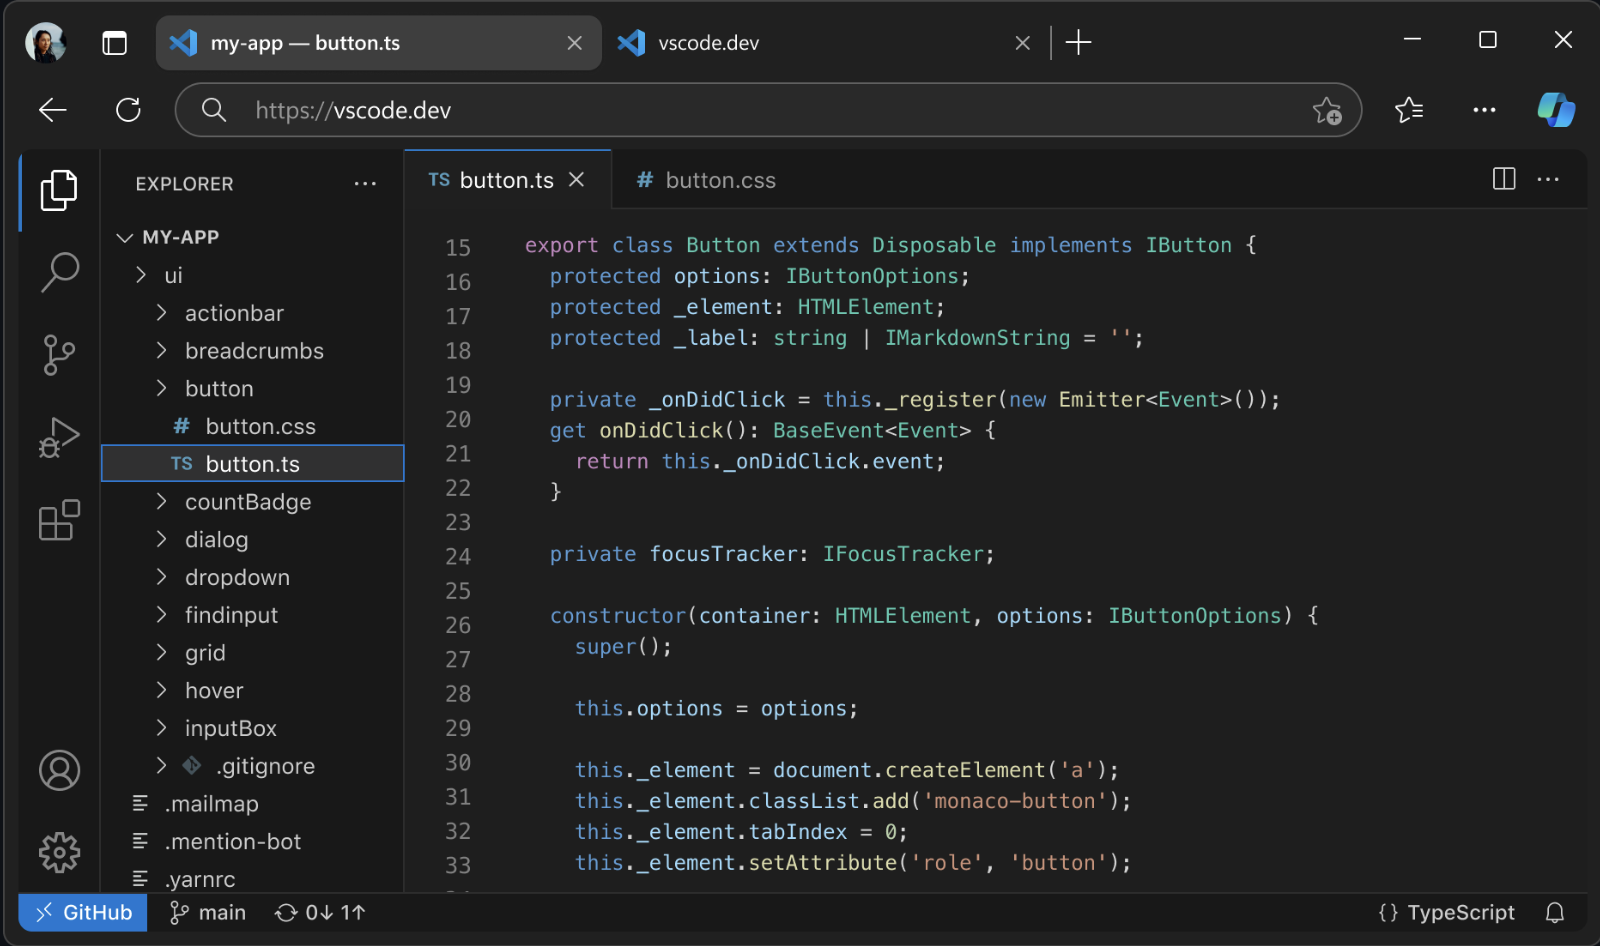 my-app — button.ts
vscode.dev
https://vscode.dev
EXPLORER
MY-APP
ui
actionbar
breadcrumbs
button
# button.css
TS button.ts
countBadge
dialog
dropdown
findinput
grid
hover
inputBox
.gitignore
.mailmap
.mention-bot
.yarnrc
TS button.ts
# button.css
15 export class Button extends Disposable implements IButton {
16 protected options: IButtonOptions;
17 protected _element: HTMLElement;
18 protected _label: string | IMarkdownString = '';
19
20 private _onDidClick = this._register(new Emitter<Event>());
21 get onDidClick(): BaseEvent<Event> {
22 return this._onDidClick.event;
23 }
24
25 private focusTracker: IFocusTracker;
26
27 constructor(container: HTMLElement, options: IButtonOptions) {
28 super();
29
30 this.options = options;
31
32 this._element = document.createElement('a');
33 this._element.classList.add('monaco-button');
this._element.tabIndex = 0;
this._element.setAttribute('role', 'button');
GitHub
main
0↓ 1↑
{} TypeScript